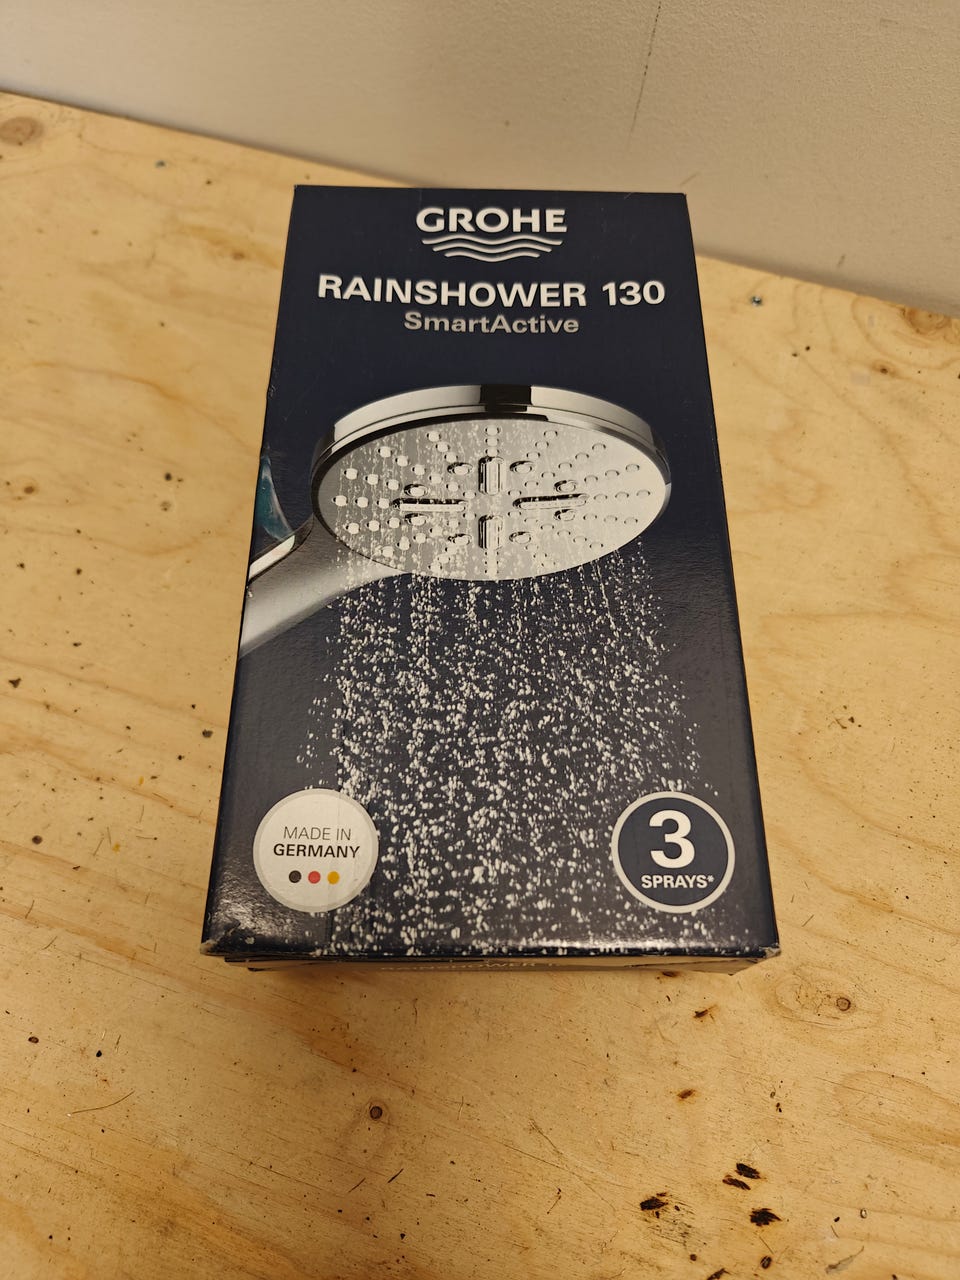 GROHE
RAINSHOWER 130
SmartActive
MADE IN
GERMANY
3
SPRAYS*